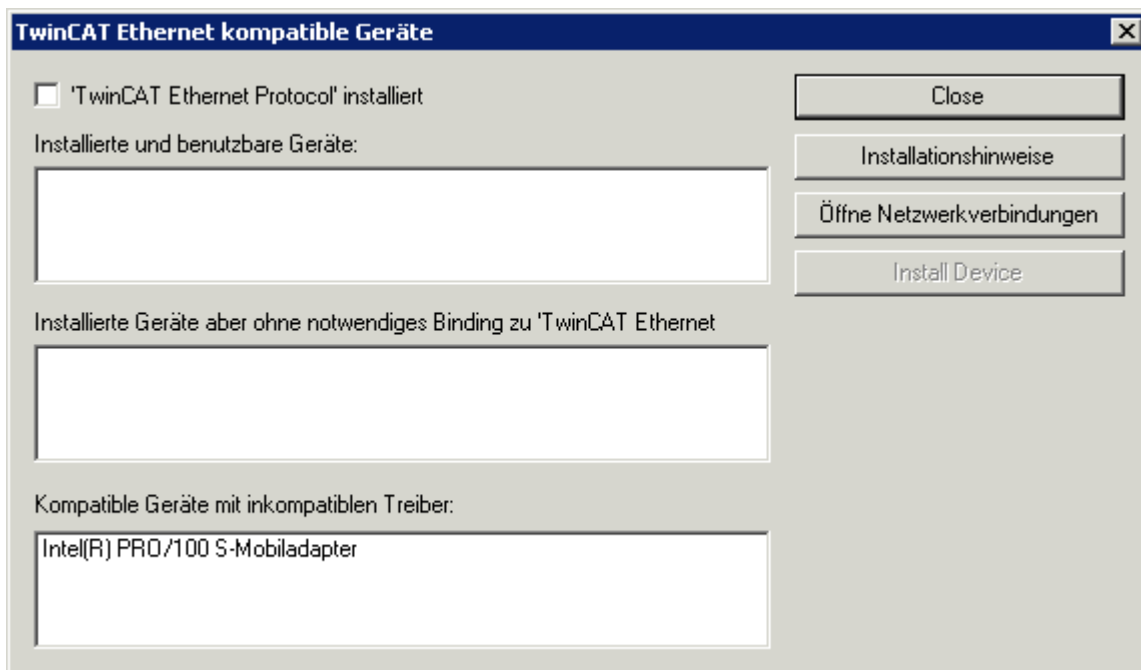 TwinCAT Ethernet kompatible Geräte
'TwinCAT Ethernet Protocol' installiert
Close
Installierte und benutzbare Geräte:
Installationshinweise
Öffne Netzwerkverbindungen
Install Device
Installierte Geräte aber ohne notwendiges Binding zu 'TwinCAT Ethernet
Kompatible Geräte mit inkompatiblen Treiber:
Intel(R) PRO/100 S-Mobiladapter